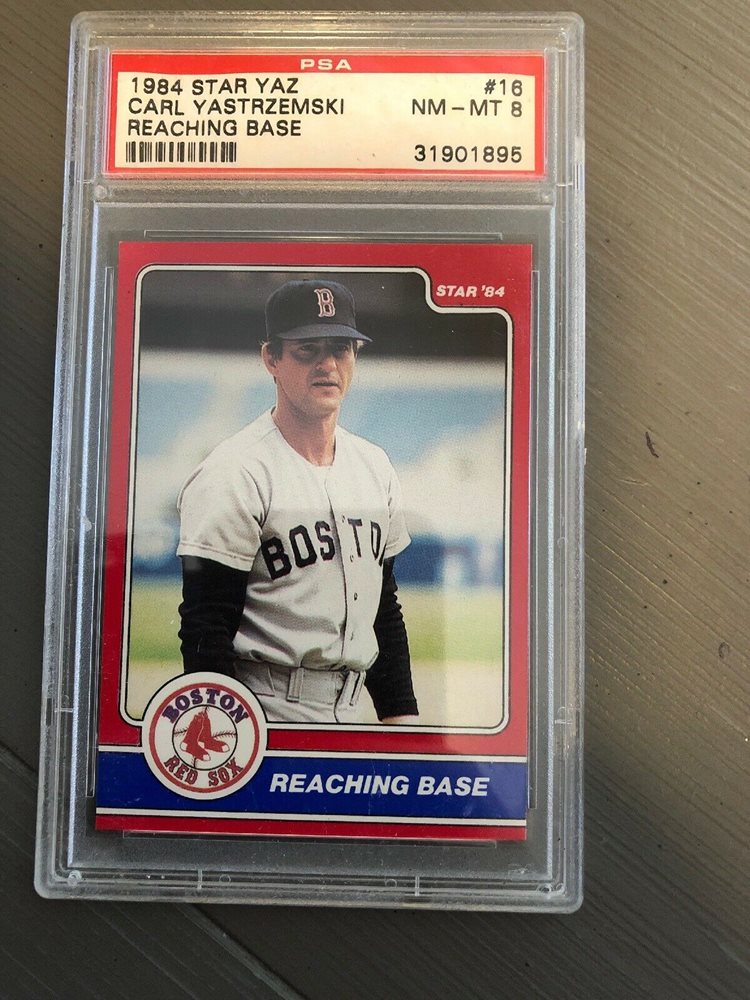 PSA
1984 STAR YAZ #16
CARL YASTRZEMSKI NM - MT 8
REACHING BASE
31901895
STAR '84
B
BOSTON
BOSTON
RED SOX
REACHING BASE